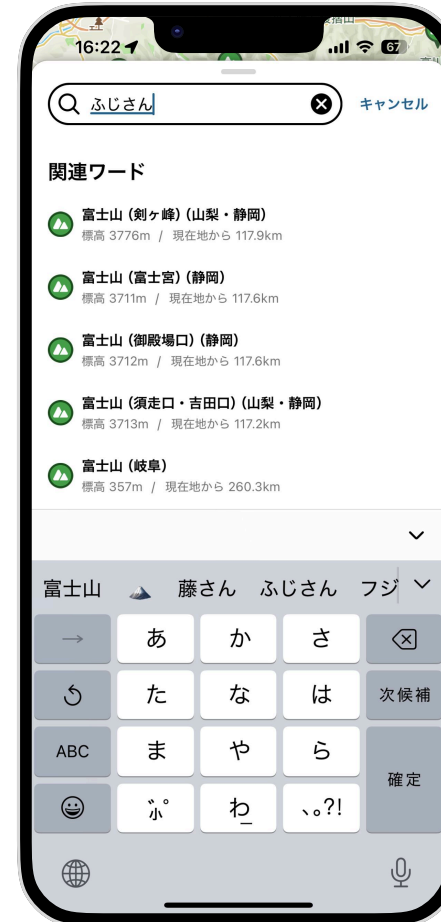 16:22
67
ふじさん
キャンセル
関連ワード
富士山 (剣ヶ峰) (山梨・静岡)
標高 3776m / 現在地から 117.9km
富士山 (富士宮) (静岡)
標高 3711m / 現在地から 117.6km
富士山 (御殿場口) (静岡)
標高 3712m / 現在地から 117.6km
富士山 (須走口・吉田口) (山梨・静岡)
標高 3713m / 現在地から 117.2km
富士山 (岐阜)
標高 357m / 現在地から 260.3km
富士山 藤さん ふじさん フジ
→ あ か さ
た な は 次候補
ABC ま や ら
確定
゛小゜ わ_ 、。?!